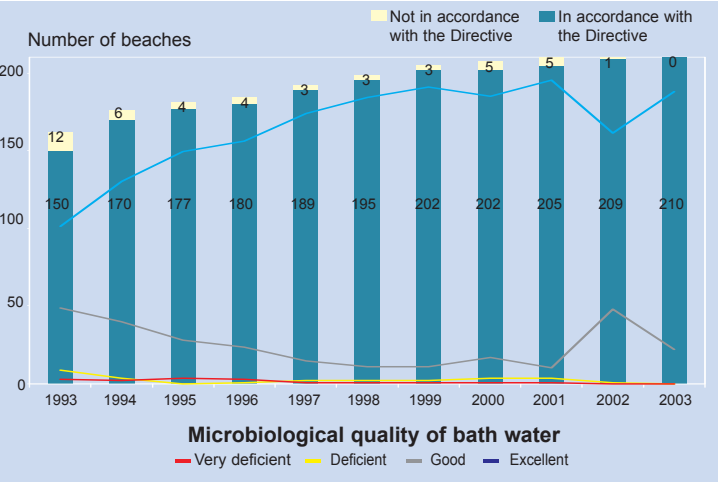 Not in accordance with the Directive
In accordance with the Directive
Number of beaches
200
150
100
50
0
12 6 4 4 3 3 3 5 5 1 0
150 170 177 180 189 195 202 202 205 209 210
1993 1994 1995 1996 1997 1998 1999 2000 2001 2002 2003
Microbiological quality of bath water
Very deficient Deficient Good Excellent